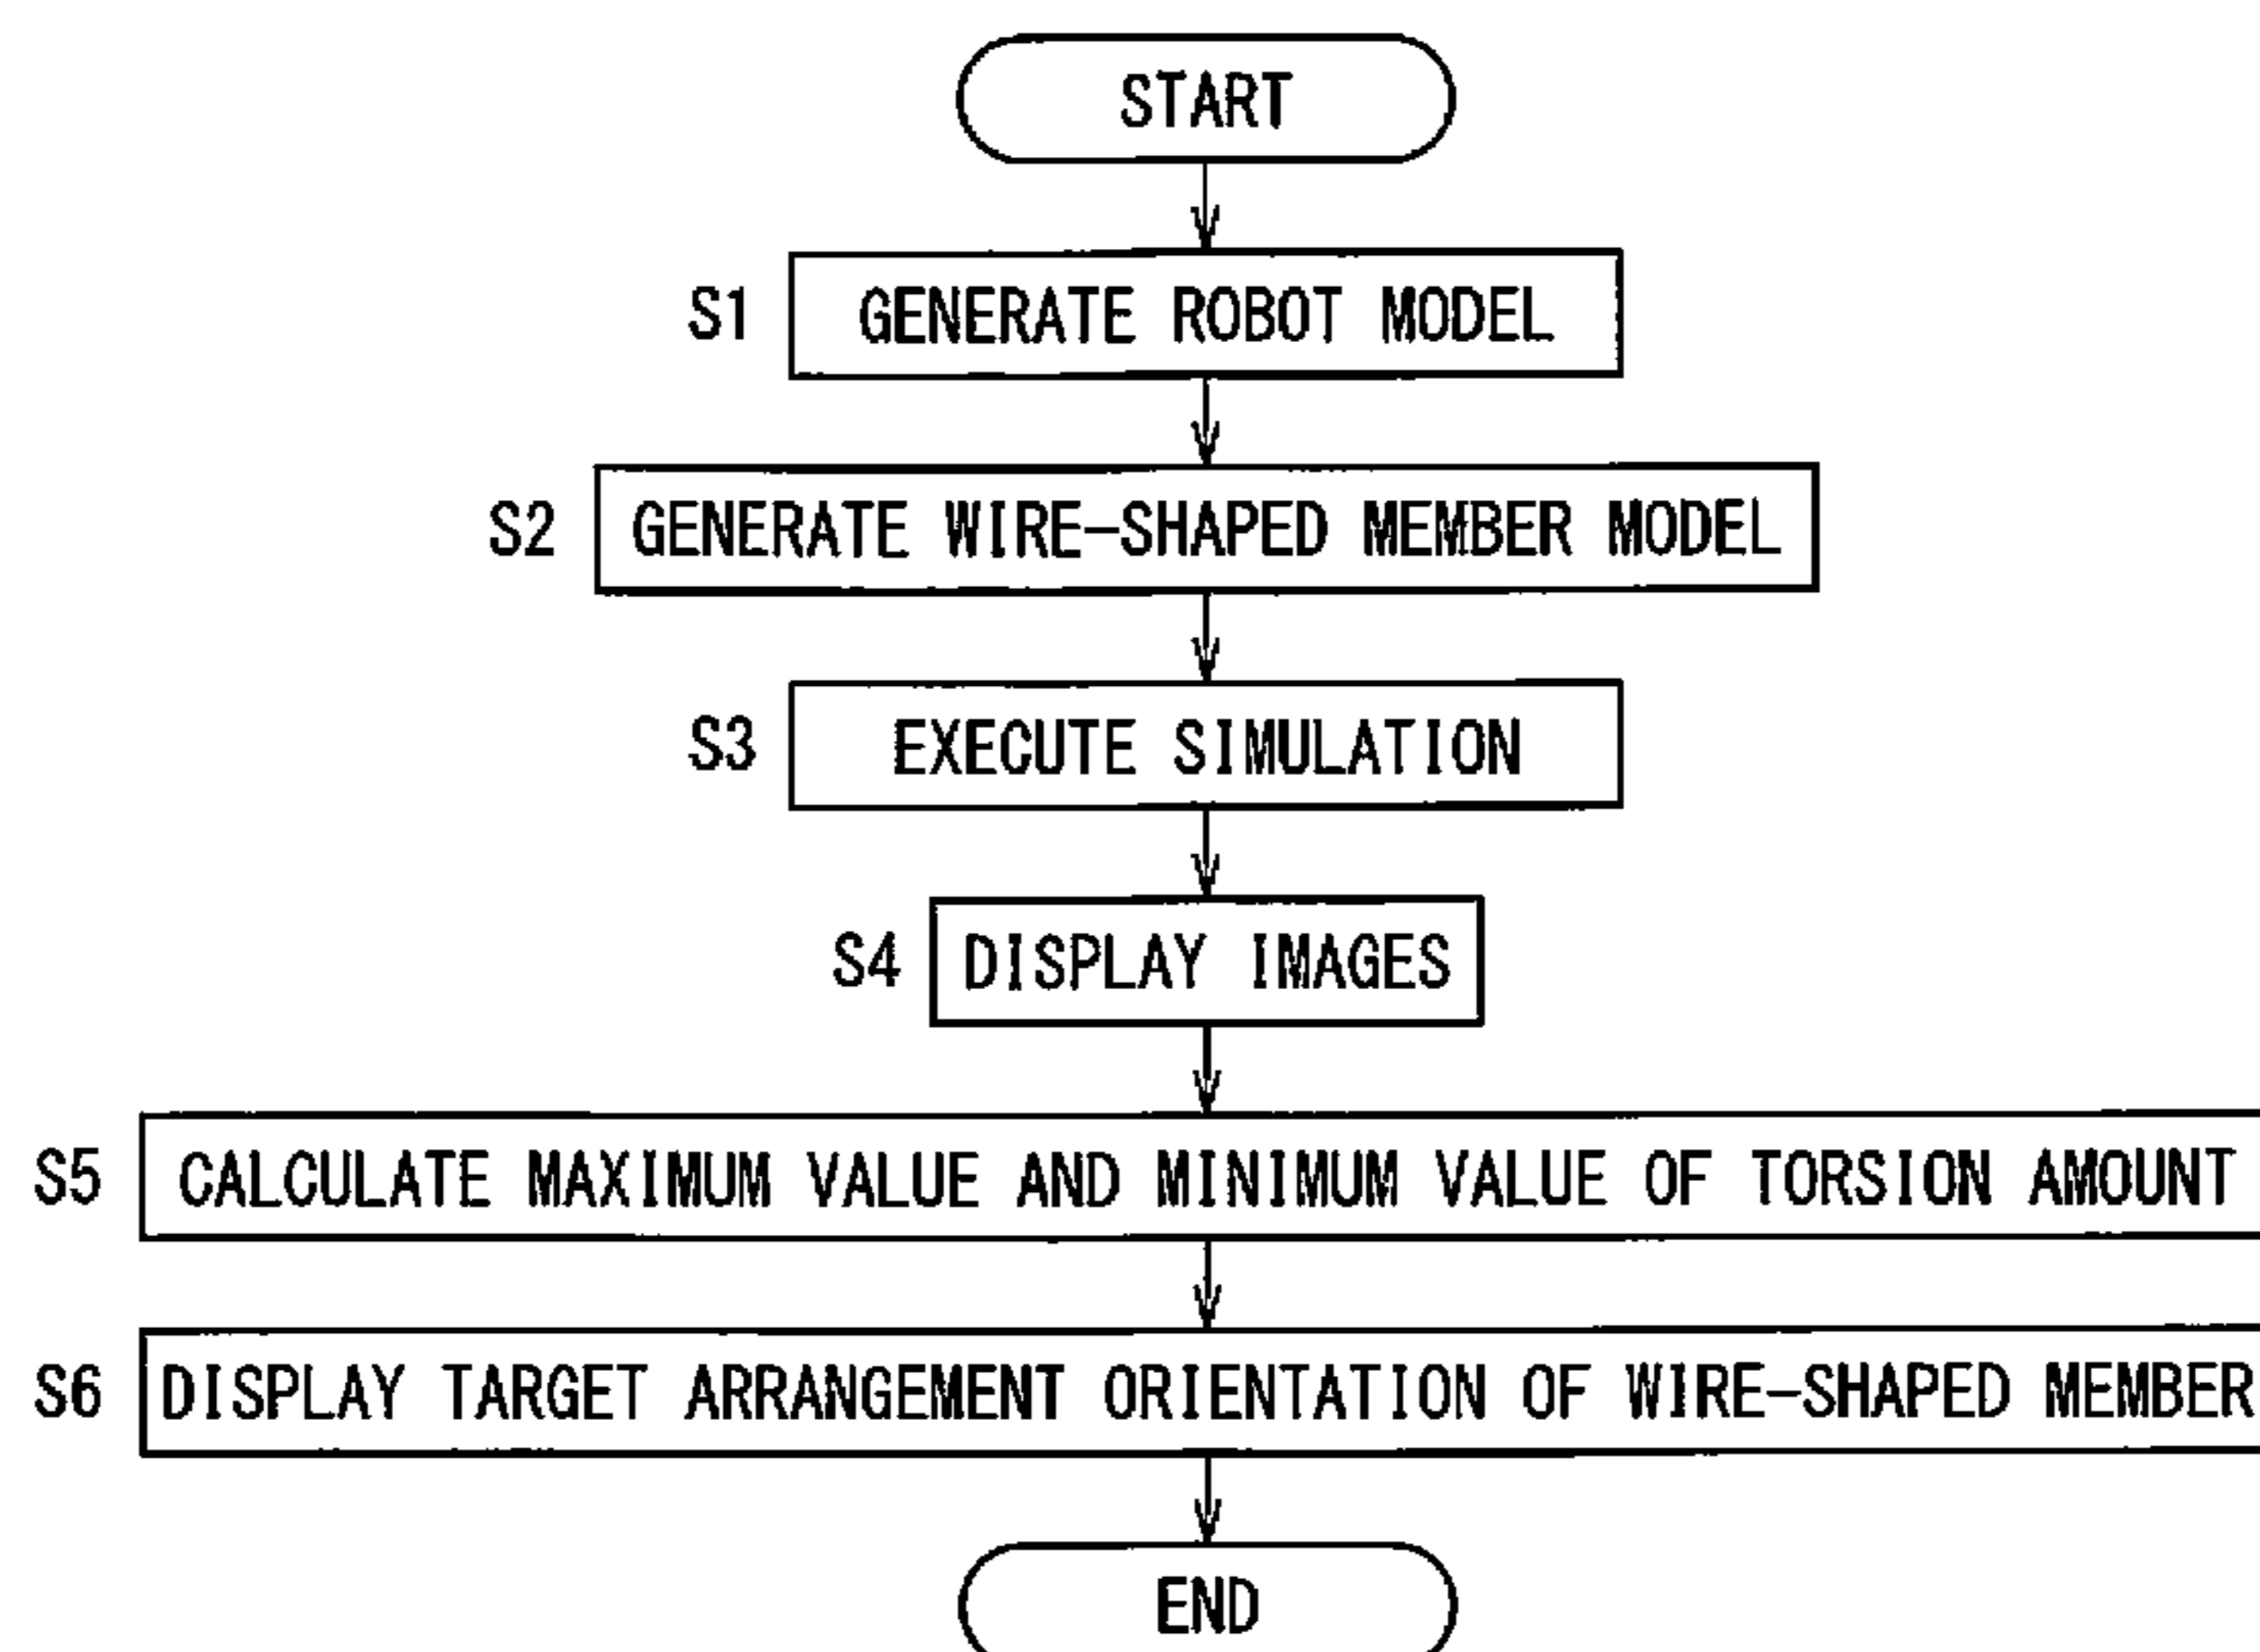 START
S1 GENERATE ROBOT MODEL
S2 GENERATE WIRE-SHAPED MEMBER MODEL
S3 EXECUTE SIMULATION
S4 DISPLAY IMAGES
S5 CALCULATE MAXIMUM VALUE AND MINIMUM VALUE OF TORSION AMOUNT
S6 DISPLAY TARGET ARRANGEMENT ORIENTATION OF WIRE-SHAPED MEMBER
END